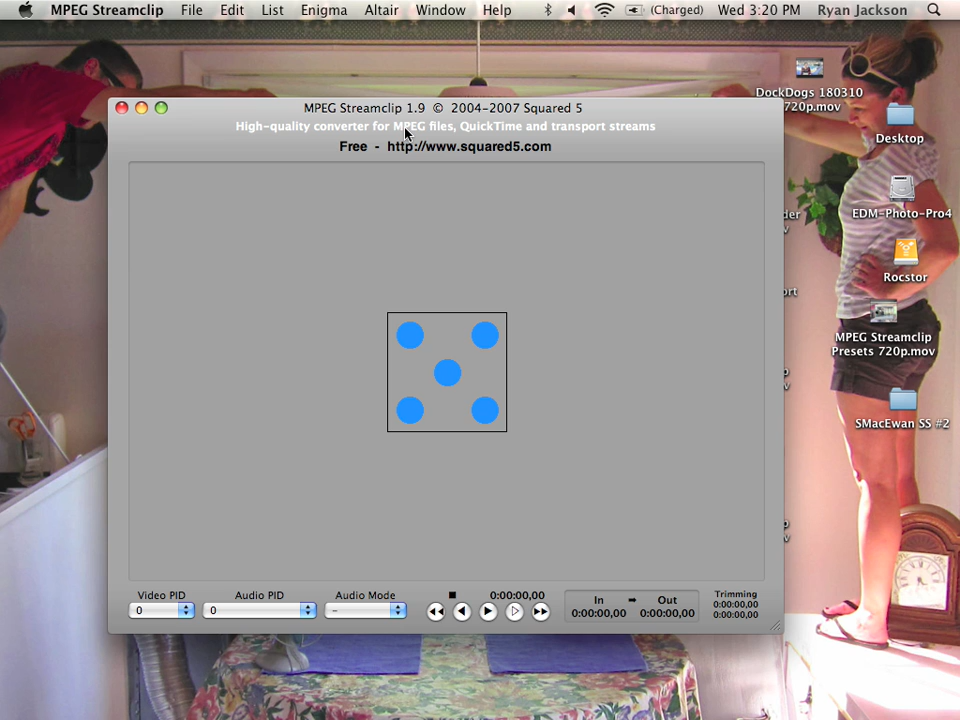 MPEG Streamclip File Edit List Enigma Altair Window Help (Charged) Wed 3:20 PM Ryan Jackson
MPEG Streamclip 1.9 © 2004-2007 Squared 5
High-quality converter for MPEG files, QuickTime and transport streams
Free - http://www.squared5.com
DockDogs 180310
720p.mov
Desktop
EDM-Photo-Pro4
Rocstor
MPEG Streamclip
Presets 720p.mov
SMacEwan SS #2
Video PID
0
Audio PID
0
Audio Mode
-
0:00:00,00
In ➡ Out
0:00:00,00 0:00:00,00
Trimming
0:00:00,00
0:00:00,00